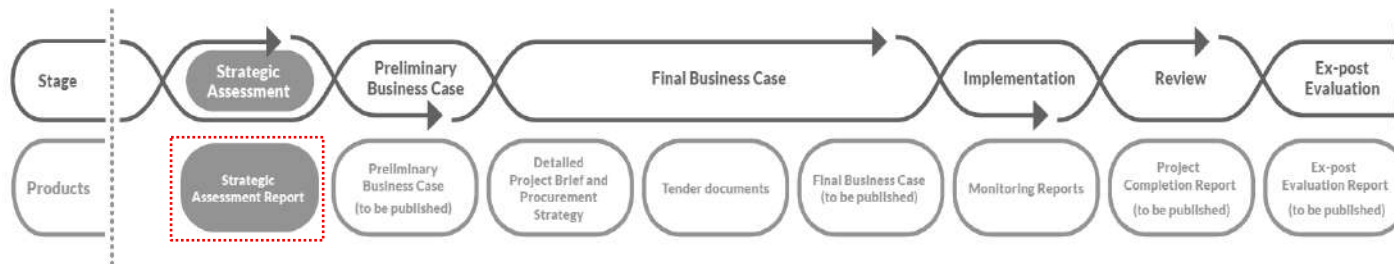 Stage
Strategic
Assessment
Preliminary
Business Case
Final Business Case
Implementation
Review
Ex-post
Evaluation
Products
Strategic
Assessment Report
Preliminary
Business Case
(to be published)
Detailed
Project Brief and
Procurement
Strategy
Tender documents
Final Business Case
(to be published)
Monitoring Reports
Project
Completion Report
(to be published)
Ex-post
Evaluation Report
(to be published)